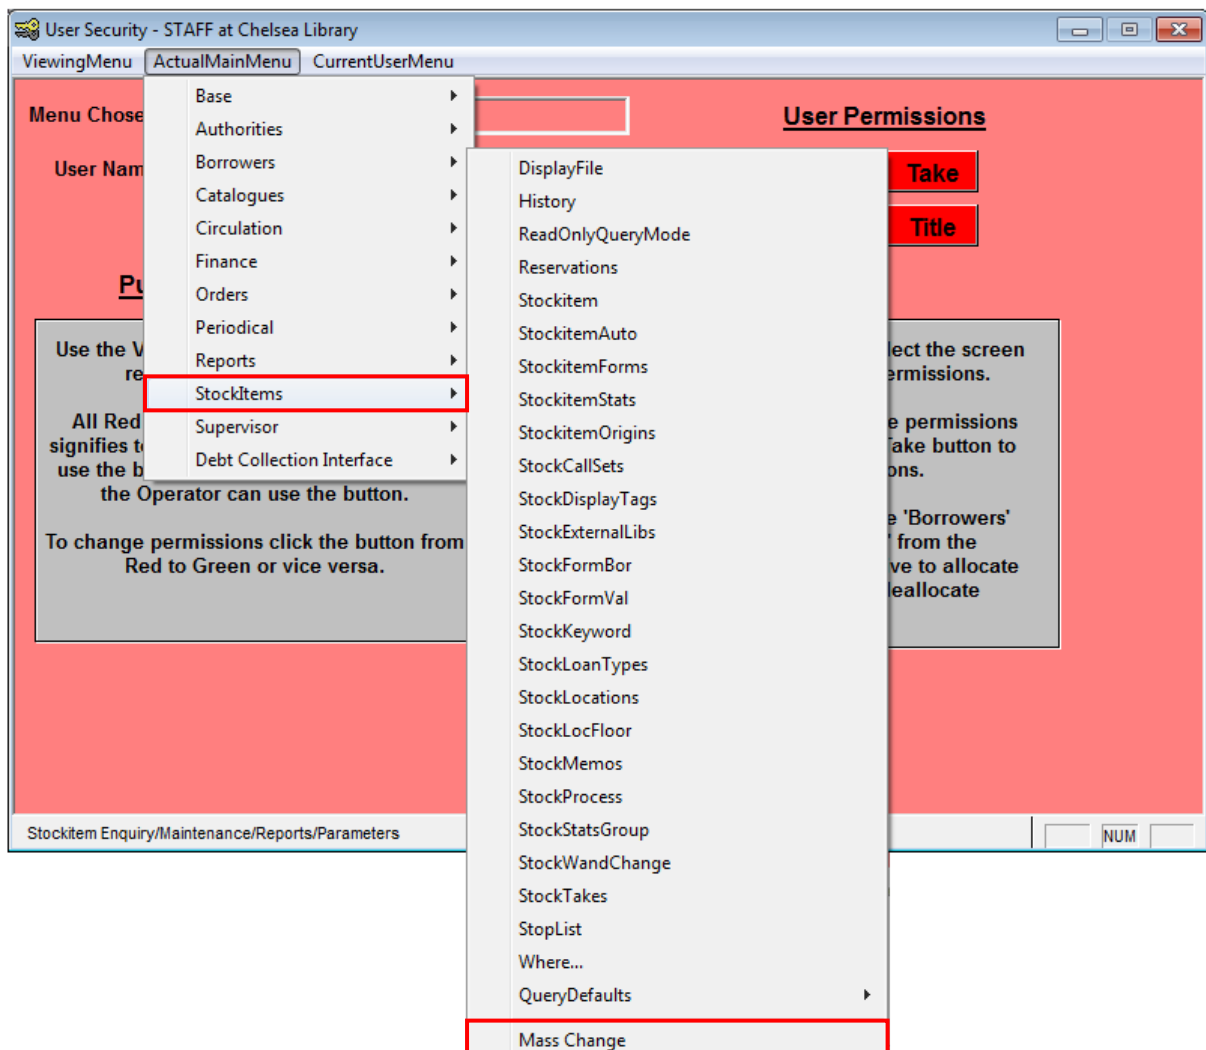 User Security - STAFF at Chelsea Library
ViewingMenu ActualMainMenu CurrentUserMenu
Menu Chose
User Permissions
User Nam
Take
Title
Base
Authorities
Borrowers
Catalogues
Circulation
Finance
Orders
Periodical
Reports
StockItems
Supervisor
Debt Collection Interface
DisplayFile
History
ReadOnlyQueryMode
Reservations
Stockitem
StockitemAuto
StockitemForms
StockitemStats
StockitemOrigins
StockCallSets
StockDisplayTags
StockExternalLibs
StockFormBor
StockFormVal
StockKeyword
StockLoanTypes
StockLocations
StockLocFloor
StockMemos
StockProcess
StockStatsGroup
StockWandChange
StockTakes
StopList
Where...
QueryDefaults
Mass Change
Pu
Use the V
re
All Red
signifies t
use the b
the Operator can use the button.
To change permissions click the button from
Red to Green or vice versa.
lect the screen
ermissions.
e permissions
Take button to
ons.
e 'Borrowers'
' from the
ve to allocate
leallocate
Stockitem Enquiry/Maintenance/Reports/Parameters
NUM